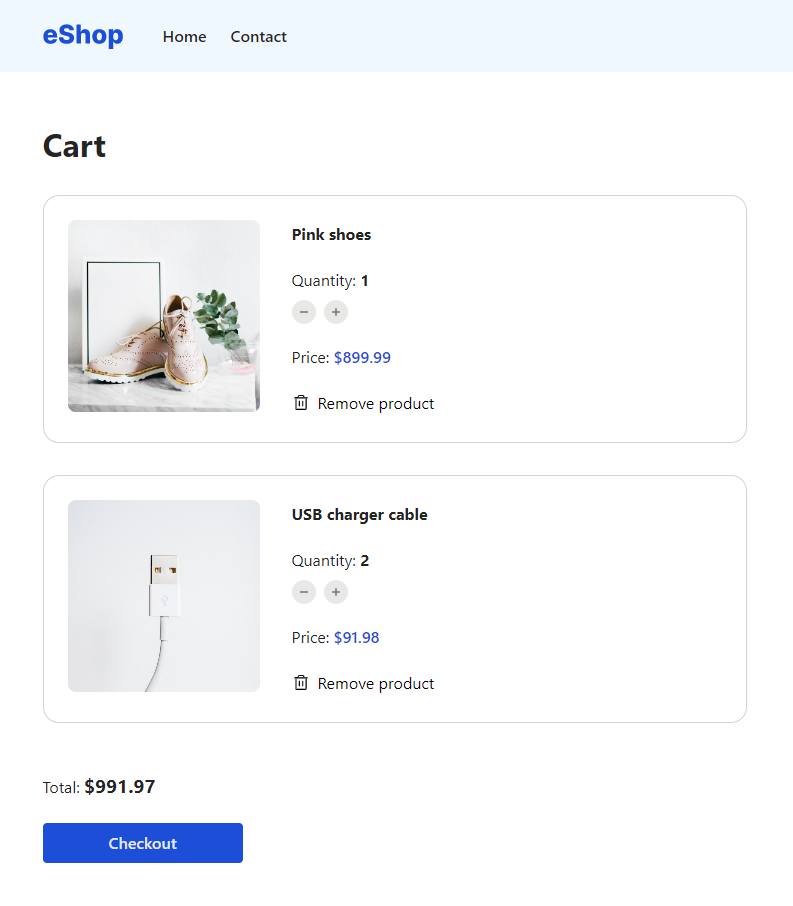 eShop Home Contact
Cart
Pink shoes
Quantity: 1
− +
Price: $899.99
Remove product
USB charger cable
Quantity: 2
− +
Price: $91.98
Remove product
Total: $991.97
Checkout